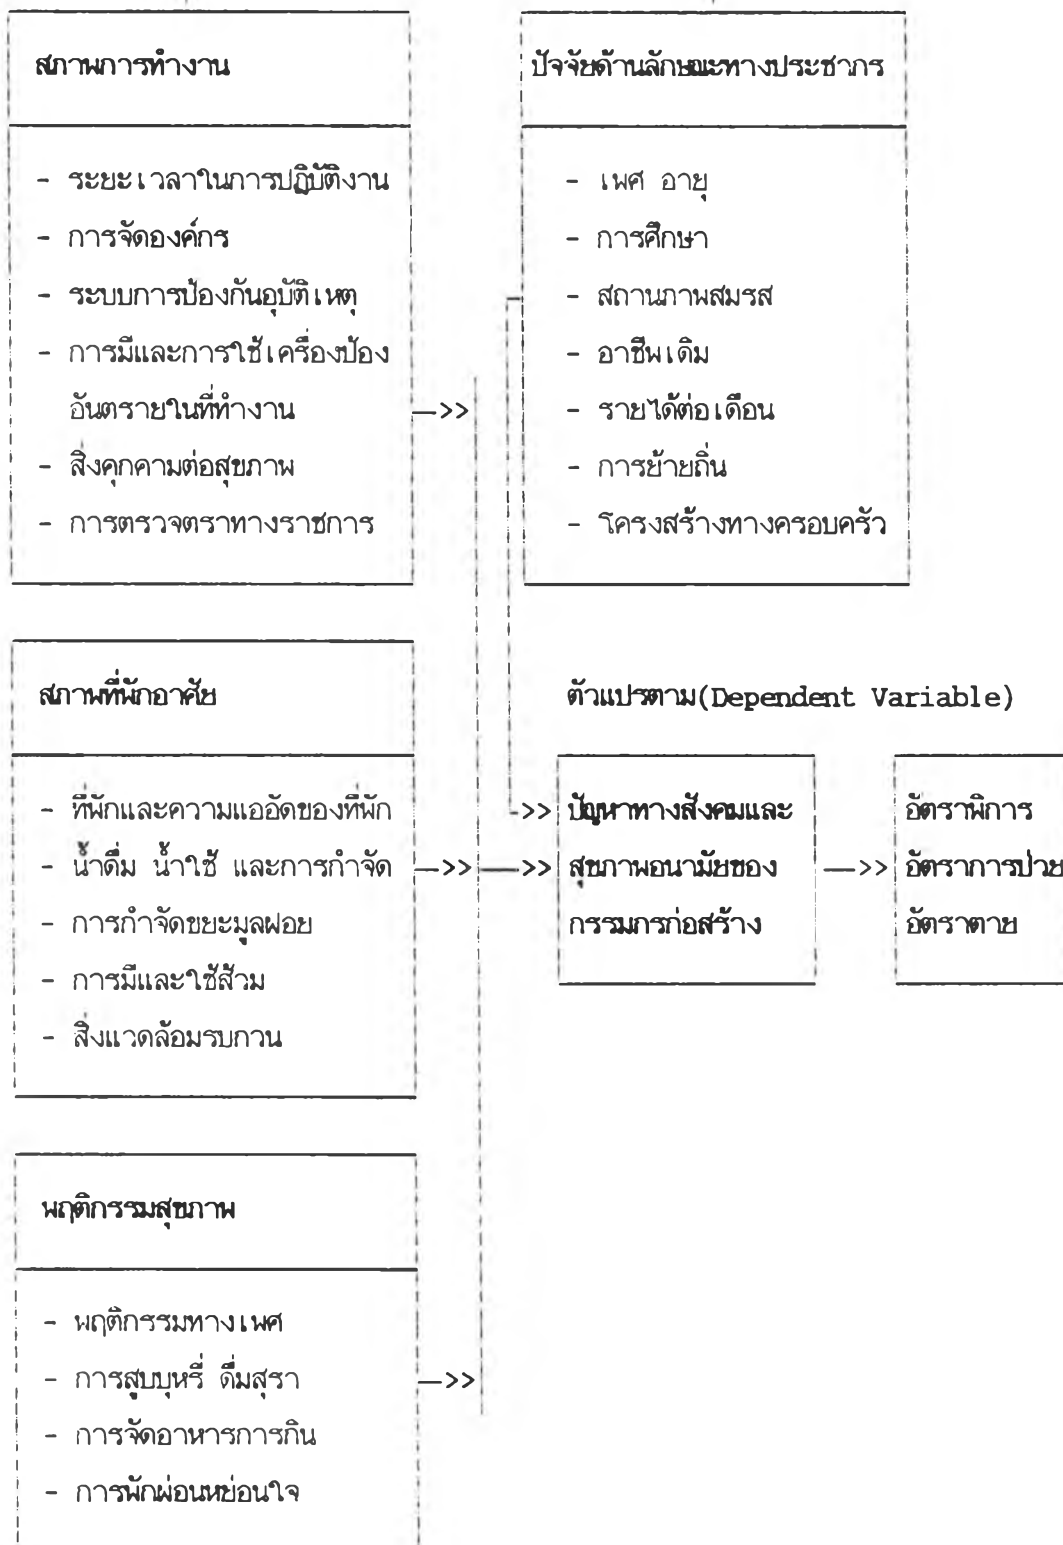 สภาพการทำงาน
- ระยะเวลาในการปฏิบัติงาน
- การจัดองค์กร
- ระบบการป้องกันอุบัติเหตุ
- การมีและการใช้เครื่องป้อง
อันตรายในที่ทำงาน —>>
- สิ่งคุกคามต่อสุขภาพ
- การตรวจตราทางราชการ
ปัจจัยด้านลักษณะทางประชากร
- เพศ อายุ
- การศึกษา
- สถานภาพสมรส
- อาชีพเดิม
- รายได้ต่อเดือน
- การย้ายถิ่น
- โครงสร้างทางครอบครัว
สภาพที่พักอาศัย
- ที่พักและความแออัดของที่พัก
- น้ำดื่ม น้ำใช้ และการกำจัด —>> —>>
- การกำจัดขยะมูลฝอย
- การมีและใช้ส้วม
- สิ่งแวดล้อมรบกวน
ตัวแปรตาม(Dependent Variable)
->> ปัญหาทางสังคมและ
สุขภาพอนามัยของ —>>
กรรมกรก่อสร้าง
อัตราพิการ
อัตราการป่วย
อัตราตาย
พฤติกรรมสุขภาพ
- พฤติกรรมทางเพศ
- การสูบบุหรี่ ดื่มสุรา —>>
- การจัดอาหารการกิน
- การพักผ่อนหย่อนใจ